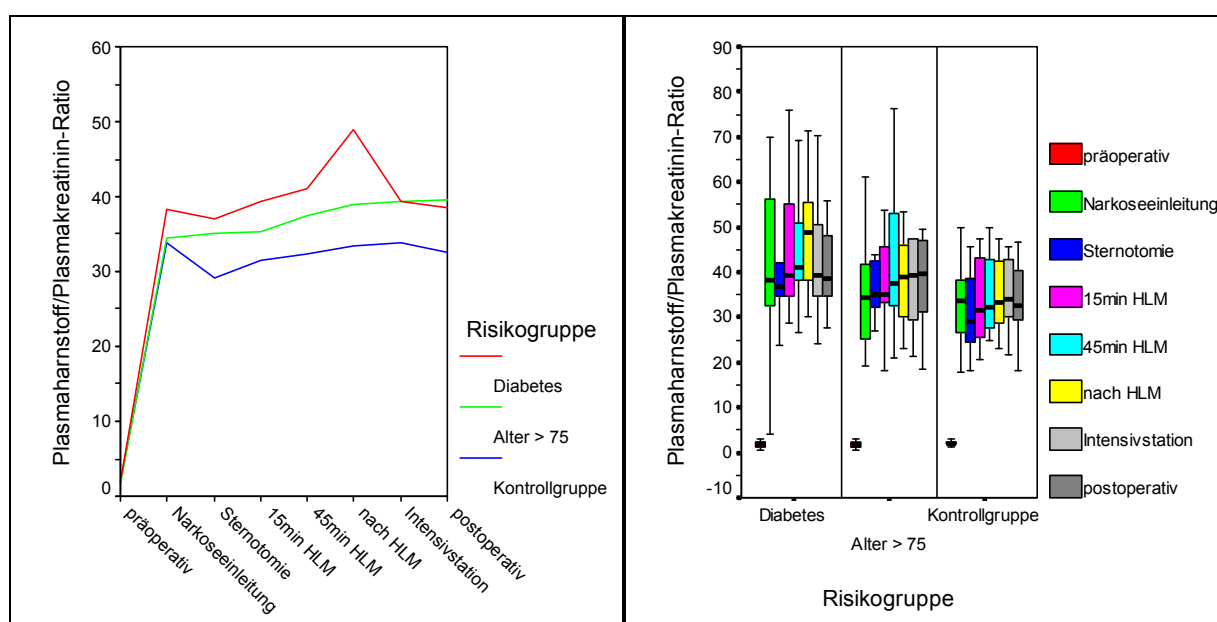 Plasmaharnstoff/Plasmakreatinin-Ratio
60
50
40
30
20
10
0
präoperativ
Narkoseeinleitung
Sternotomie
15min HLM
45min HLM
nach HLM
Intensivstation
postoperativ
Risikogruppe
Diabetes
Alter > 75
Kontrollgruppe
Plasmaharnstoff/Plasmakreatinin-Ratio
90
80
70
60
50
40
30
20
10
0
-10
Diabetes
Alter > 75
Kontrollgruppe
Risikogruppe
präoperativ
Narkoseeinleitung
Sternotomie
15min HLM
45min HLM
nach HLM
Intensivstation
postoperativ